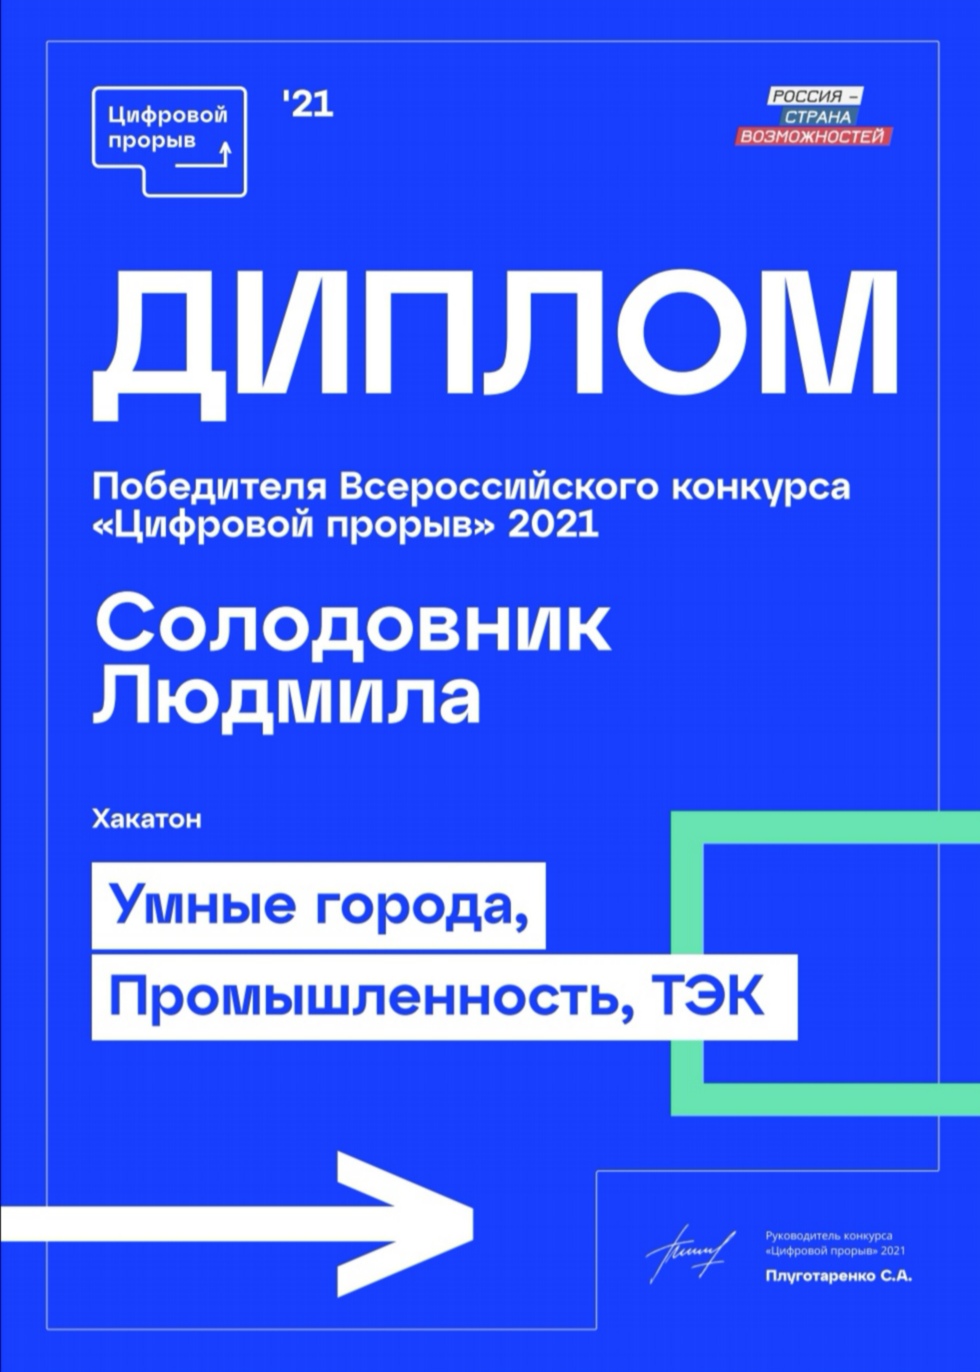 Цифровой
прорыв
'21
РОССИЯ –
СТРАНА
ВОЗМОЖНОСТЕЙ
ДИПЛОМ
Победителя Всероссийского конкурса
«Цифровой прорыв» 2021
Солодовник
Людмила
Хакатон
Умные города,
Промышленность, ТЭК
Руководитель конкурса
«Цифровой прорыв» 2021
Плуготаренко С.А.